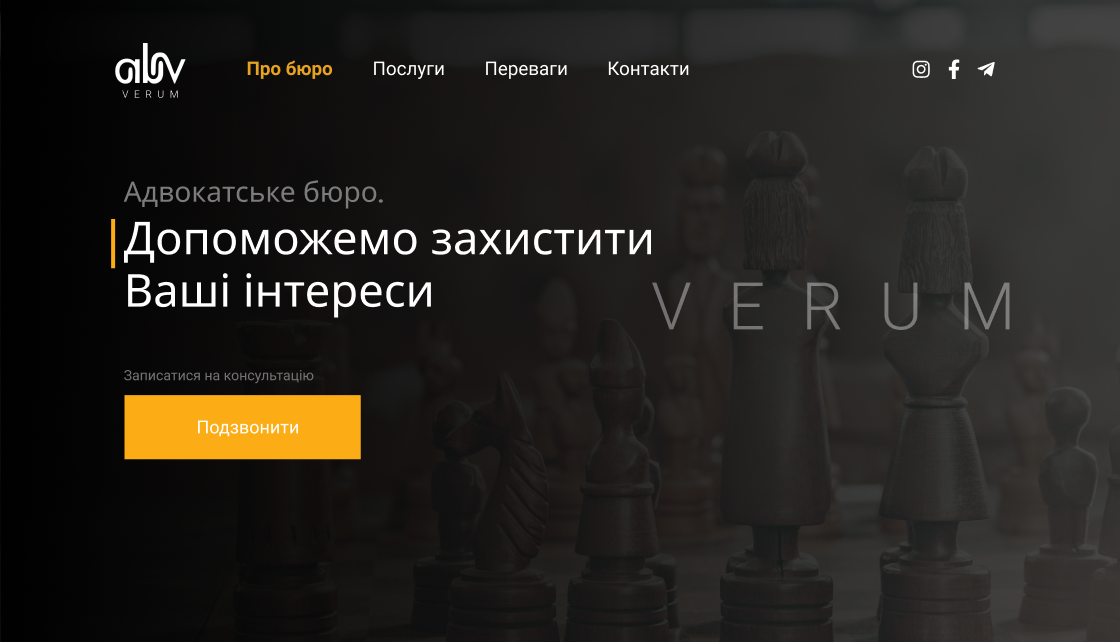 abv
VERUM
Про бюро Послуги Переваги Контакти
Адвокатське бюро.
Допоможемо захистити
Ваші інтереси
VERUM
Записатися на консультацію
Подзвонити